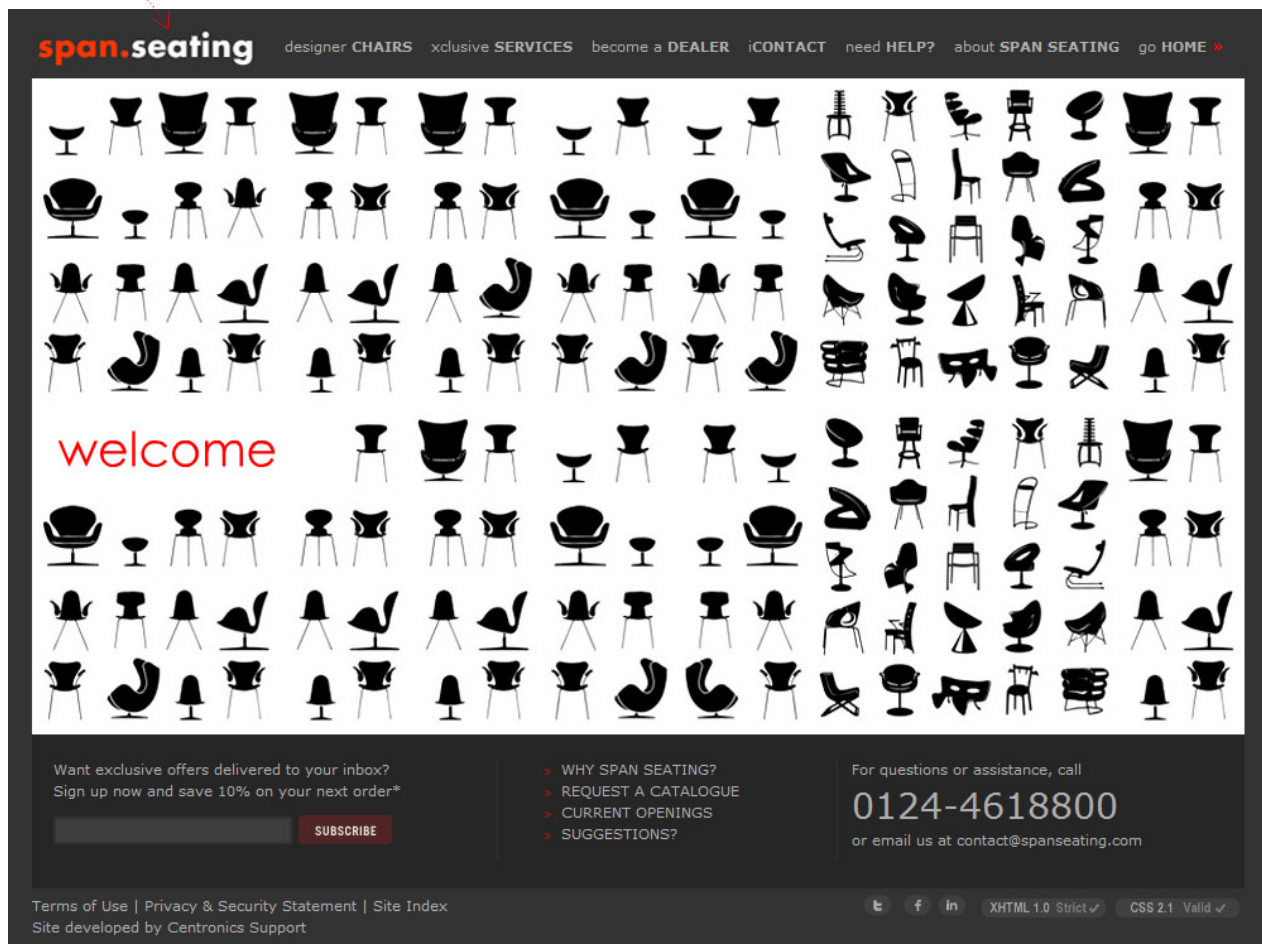 span.seating
designer CHAIRS xclusive SERVICES become a DEALER iCONTACT need HELP? about SPAN SEATING go HOME »
welcome
Want exclusive offers delivered to your inbox?
Sign up now and save 10% on your next order*
SUBSCRIBE
» WHY SPAN SEATING?
» REQUEST A CATALOGUE
» CURRENT OPENINGS
» SUGGESTIONS?
For questions or assistance, call
0124-4618800
or email us at contact@spanseating.com
Terms of Use | Privacy & Security Statement | Site Index
Site developed by Centronics Support
t f in XHTML 1.0 Strict ✓ CSS 2.1 Valid ✓